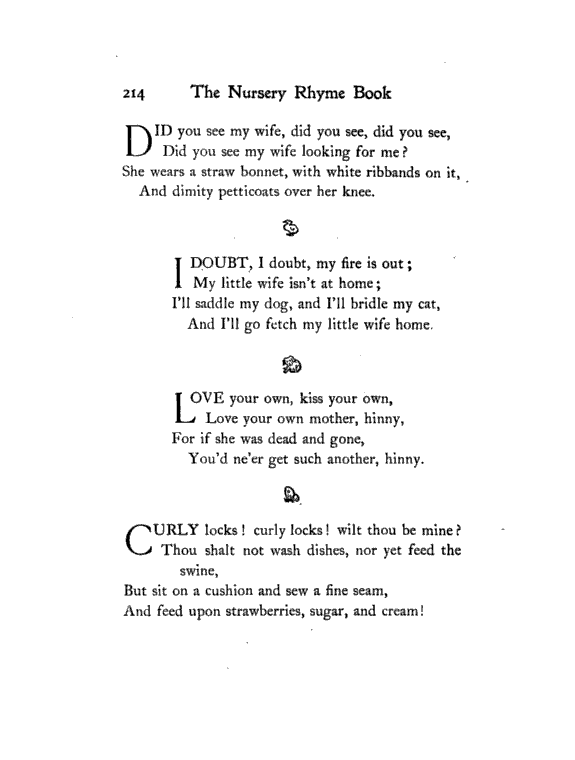 214 The Nursery Rhyme Book
DID you see my wife, did you see, did you see,
Did you see my wife looking for me?
She wears a straw bonnet, with white ribbands on it,
And dimity petticoats over her knee.
I DOUBT, I doubt, my fire is out;
My little wife isn't at home;
I'll saddle my dog, and I'll bridle my cat,
And I'll go fetch my little wife home.
LOVE your own, kiss your own,
Love your own mother, hinny,
For if she was dead and gone,
You'd ne'er get such another, hinny.
CURLY locks! curly locks! wilt thou be mine?
Thou shalt not wash dishes, nor yet feed the
swine,
But sit on a cushion and sew a fine seam,
And feed upon strawberries, sugar, and cream!